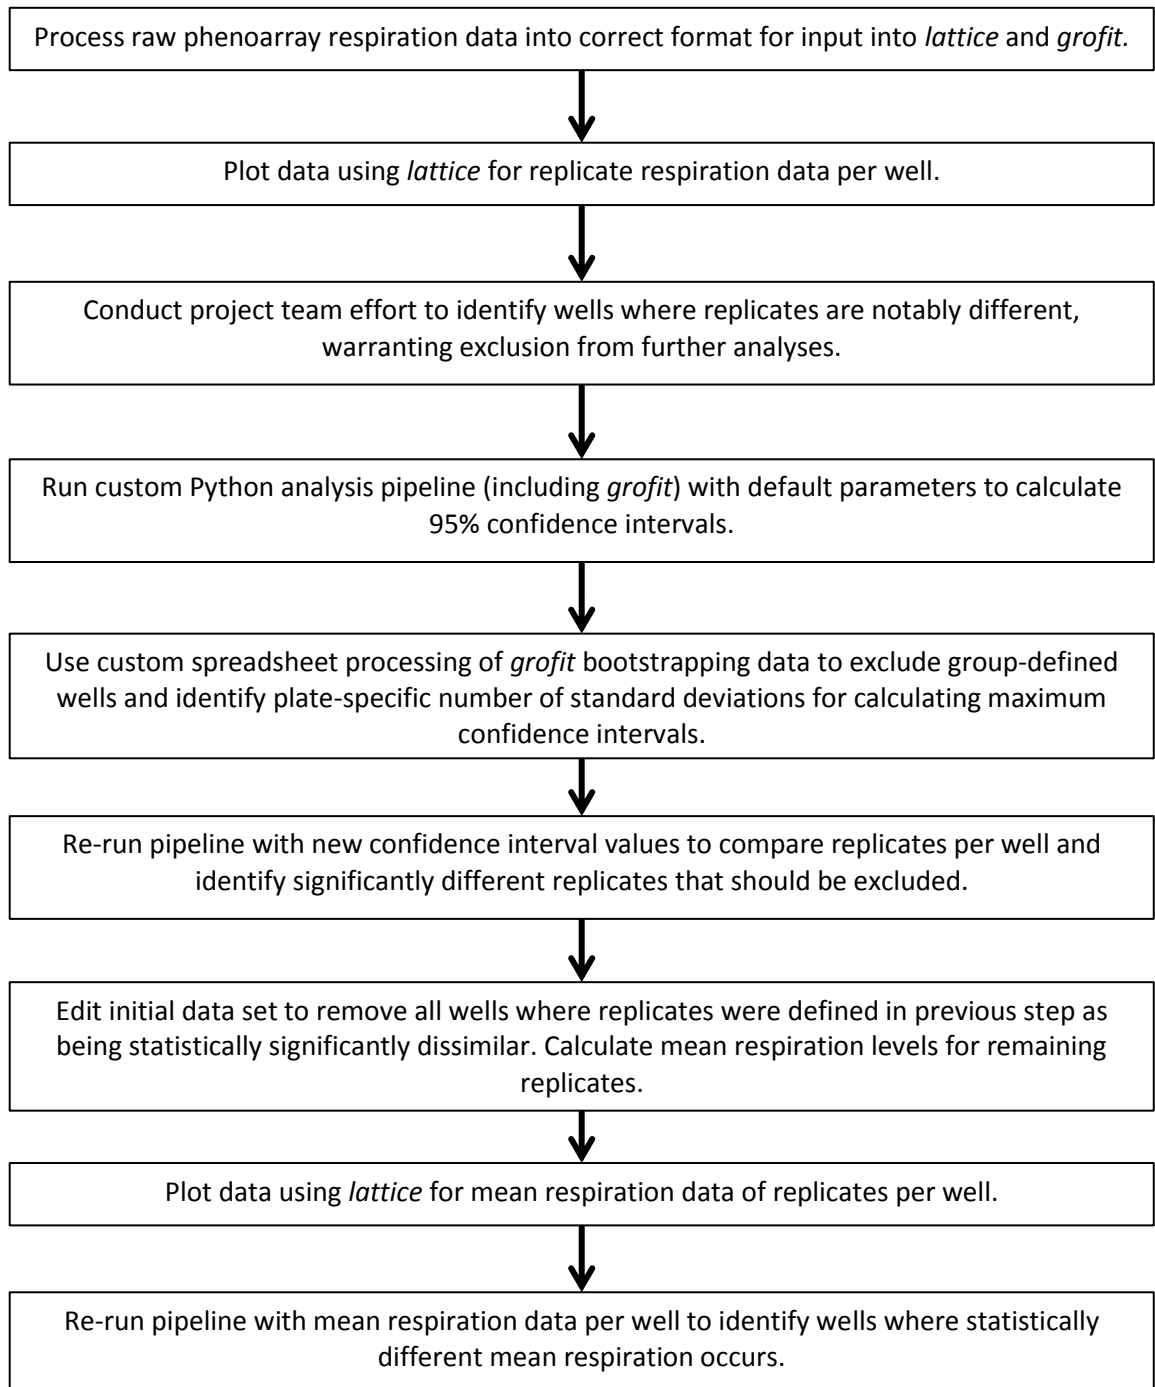 Process raw phenoarray respiration data into correct format for input into lattice and grofit.
Plot data using lattice for replicate respiration data per well.
Conduct project team effort to identify wells where replicates are notably different,
warranting exclusion from further analyses.
Run custom Python analysis pipeline (including grofit) with default parameters to calculate
95% confidence intervals.
Use custom spreadsheet processing of grofit bootstrapping data to exclude group-defined
wells and identify plate-specific number of standard deviations for calculating maximum
confidence intervals.
Re-run pipeline with new confidence interval values to compare replicates per well and
identify significantly different replicates that should be excluded.
Edit initial data set to remove all wells where replicates were defined in previous step as
being statistically significantly dissimilar. Calculate mean respiration levels for remaining
replicates.
Plot data using lattice for mean respiration data of replicates per well.
Re-run pipeline with mean respiration data per well to identify wells where statistically
different mean respiration occurs.